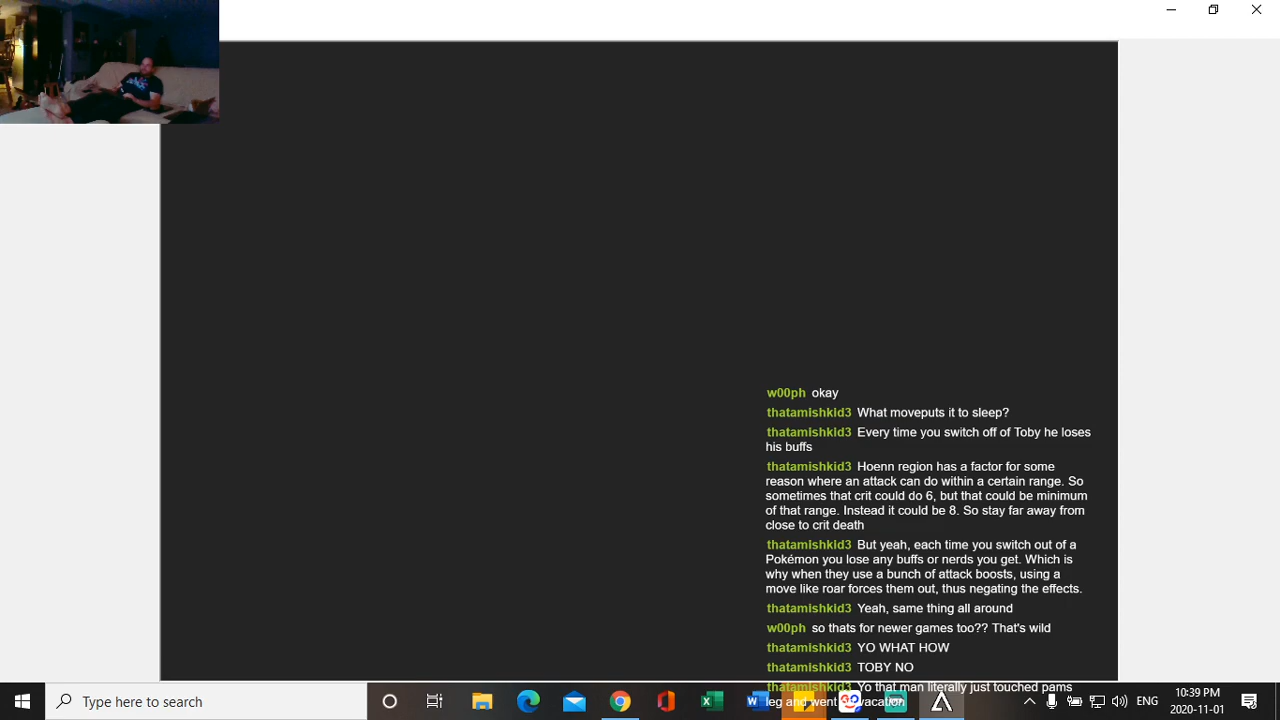 w00ph okay
thatamishkid3 What moveputs it to sleep?
thatamishkid3 Every time you switch off of Toby he loses
his buffs
thatamishkid3 Hoenn region has a factor for some
reason where an attack can do within a certain range. So
sometimes that crit could do 6, but that could be minimum
of that range. Instead it could be 8. So stay far away from
close to crit death
thatamishkid3 But yeah, each time you switch out of a
Pokémon you lose any buffs or nerds you get. Which is
why when they use a bunch of attack boosts, using a
move like roar forces them out, thus negating the effects.
thatamishkid3 Yeah, same thing all around
w00ph so thats for newer games too?? That's wild
thatamishkid3 YO WHAT HOW
thatamishkid3 TOBY NO
thatamishkid3 Yo that man literally just touched pams
leg and went vacation
Type here to search
ENG
10:39 PM
2020-11-01